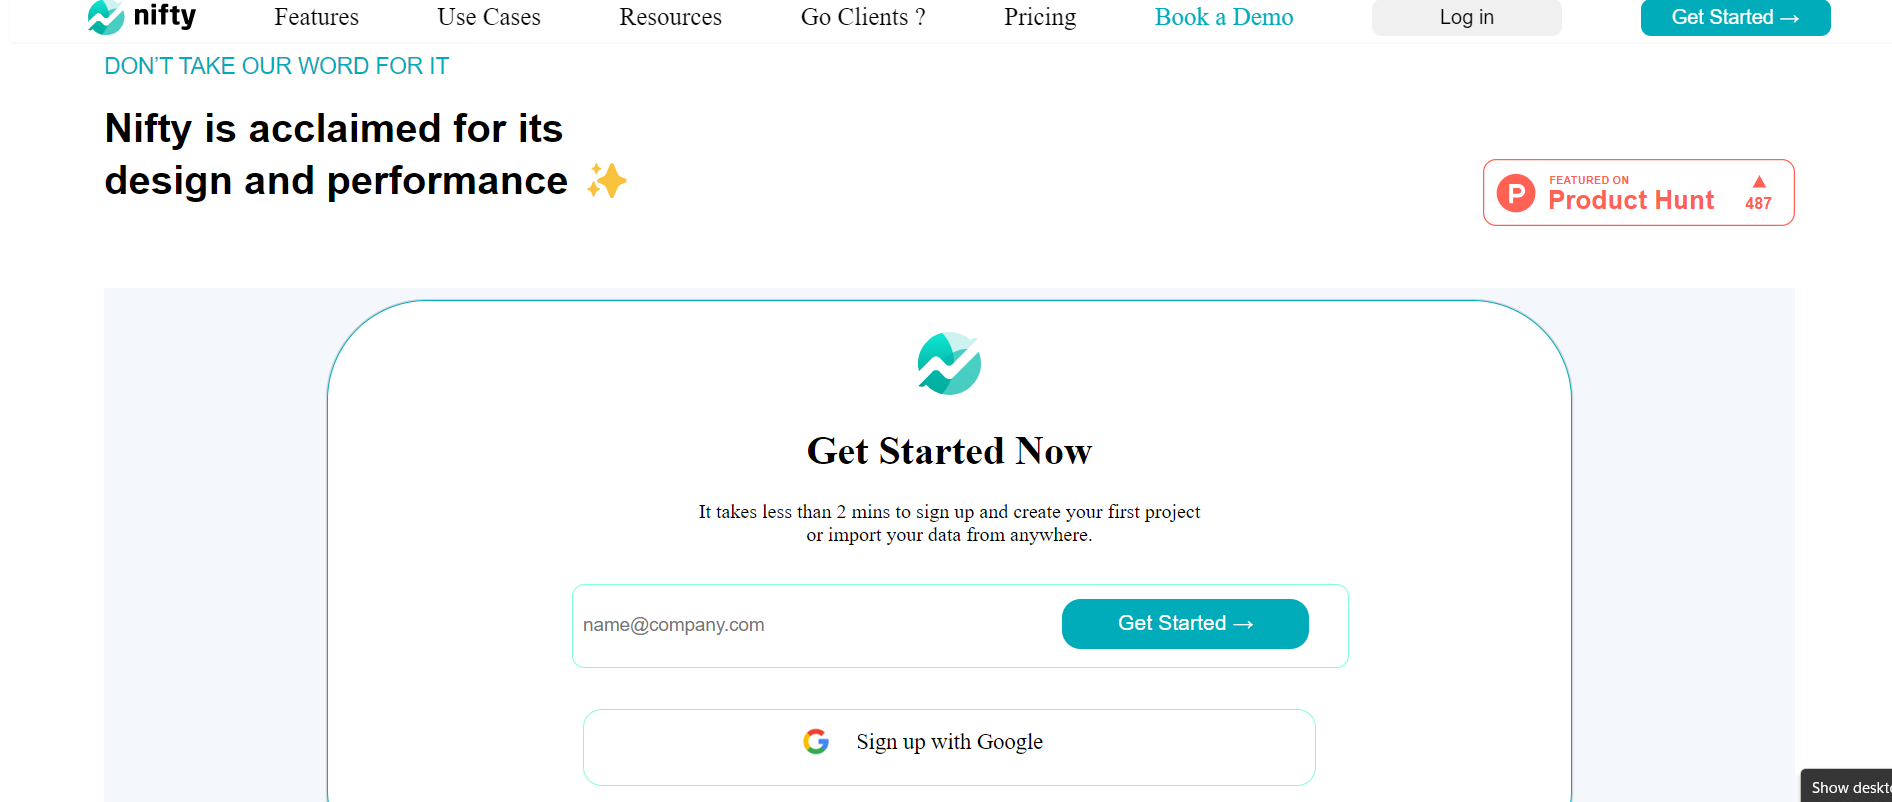 nifty Features Use Cases Resources Go Clients ? Pricing Book a Demo Log in Get Started →
DON’T TAKE OUR WORD FOR IT
Nifty is acclaimed for its
design and performance ✨
P FEATURED ON
Product Hunt ▲ 487
Get Started Now
It takes less than 2 mins to sign up and create your first project
or import your data from anywhere.
name@company.com Get Started →
Sign up with Google